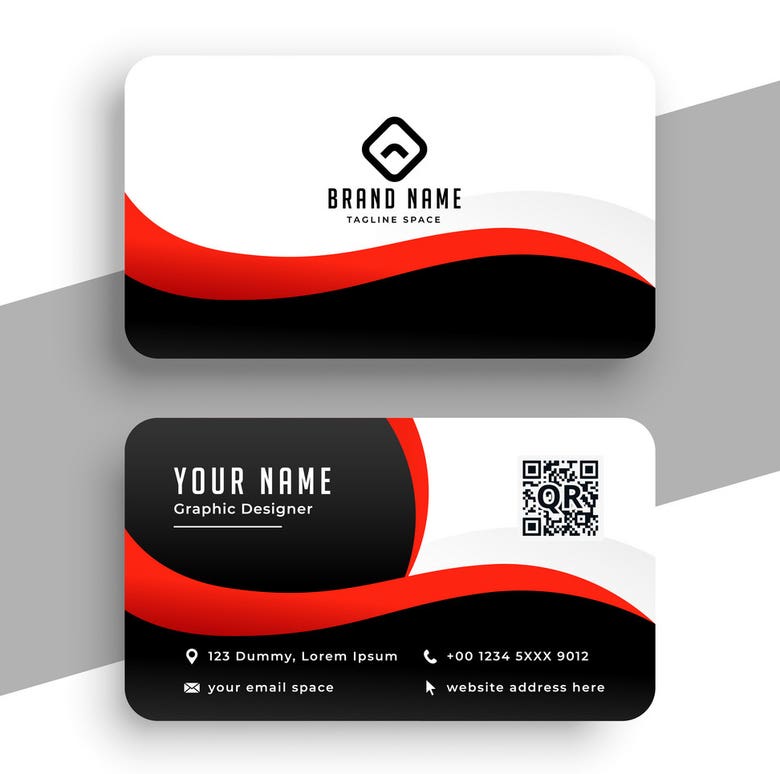 BRAND NAME
TAGLINE SPACE
YOUR NAME
Graphic Designer
QR
123 Dummy, Lorem Ipsum
+00 1234 5XXX 9012
your email space
website address here